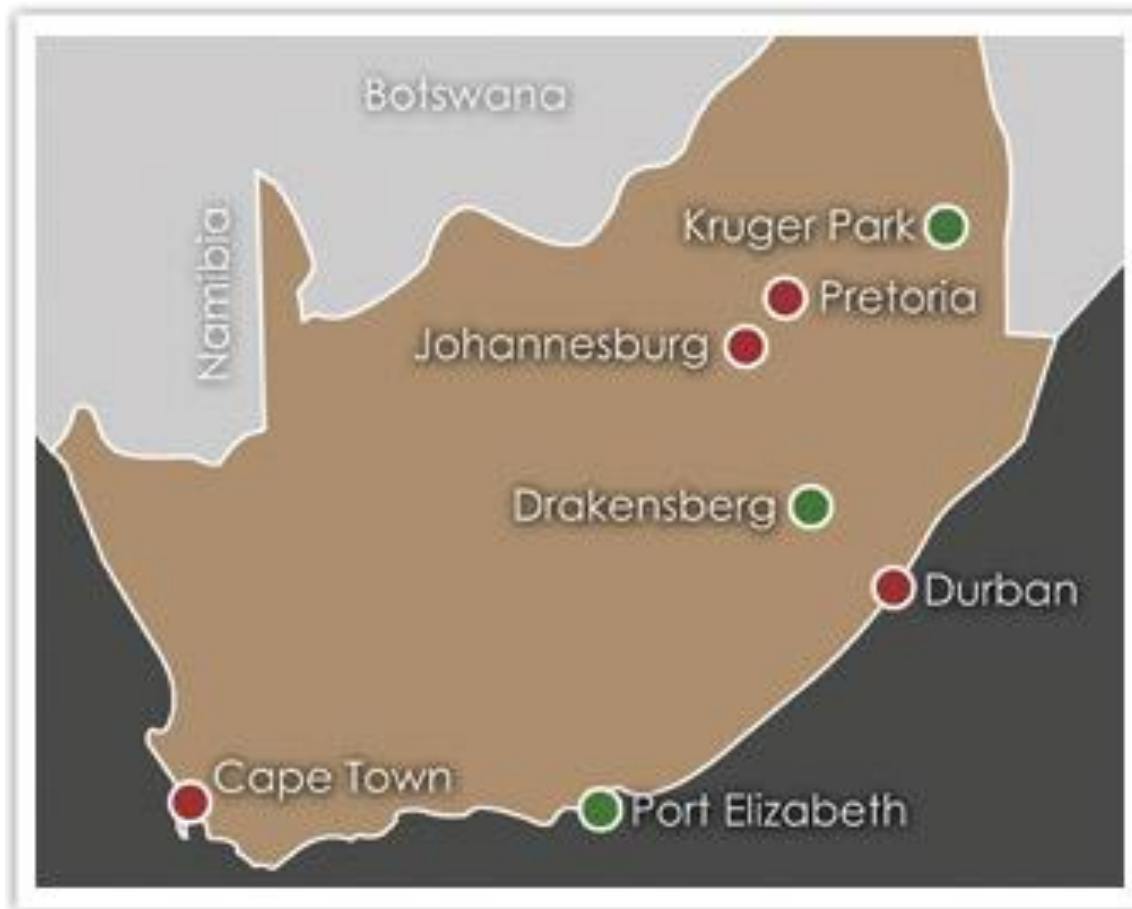 Botswana
Namibia
Kruger Park
Pretoria
Johannesburg
Drakensberg
Durban
Cape Town
Port Elizabeth